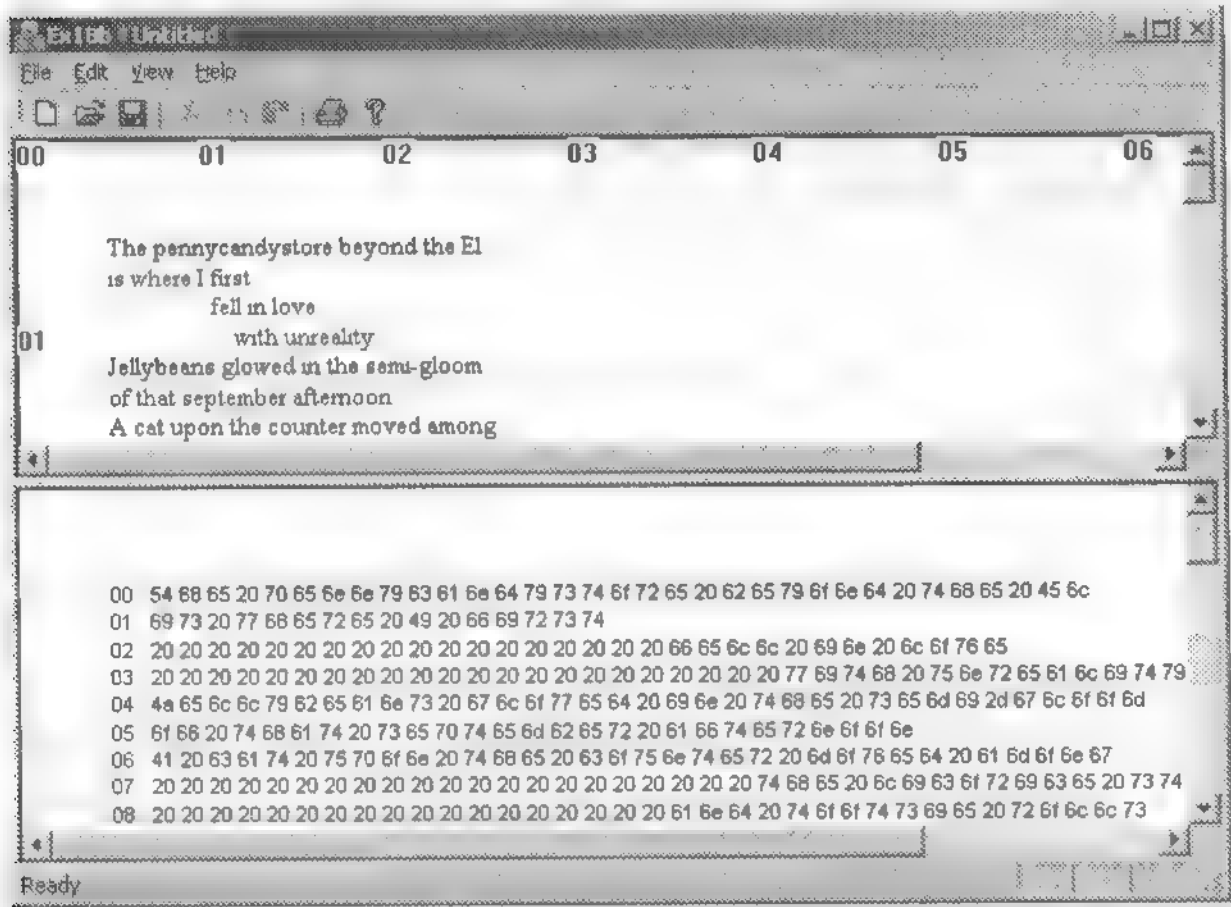 Untitled
File Edit View Help
00 01 02 03 04 05 06
The pennycandystore beyond the El
is where I first
fell in love
01
with unreality
Jellybeans glowed in the semi-gloom
of that september afternoon
A cat upon the counter moved among
00 54 68 65 20 70 65 6e 6e 79 63 61 6e 64 79 73 74 6f 72 65 20 62 65 79 6f 6e 64 20 74 68 65 20 45 6c
01 69 73 20 77 68 65 72 65 20 49 20 66 69 72 73 74
02 20 20 20 20 20 20 20 20 20 20 20 20 20 20 20 20 20 20 66 65 6c 6c 20 69 6e 20 6c 6f 76 65
03 20 20 20 20 20 20 20 20 20 20 20 20 20 20 20 20 20 20 20 20 20 20 77 69 74 68 20 75 6e 72 65 61 6c 69 74 79
04 4a 65 6c 6c 79 62 65 61 6e 73 20 67 6c 6f 77 65 64 20 69 6e 20 74 68 65 20 73 65 6d 69 2d 67 6c 6f 6f 6d
05 6f 66 20 74 68 61 74 20 73 65 70 74 65 6d 62 65 72 20 61 66 74 65 72 6e 6f 6f 6e
06 41 20 63 61 74 20 75 70 6f 6e 20 74 68 65 20 63 6f 75 6e 74 65 72 20 6d 6f 76 65 64 20 61 6d 6f 6e 67
07 20 20 20 20 20 20 20 20 20 20 20 20 20 20 20 20 20 20 20 20 20 74 68 65 20 6c 69 63 6f 72 69 63 65 20 73 74
08 20 20 20 20 20 20 20 20 20 20 20 20 20 20 20 20 20 20 61 6e 64 20 74 6f 6f 74 73 69 65 20 72 6f 6c 6c 73
Ready